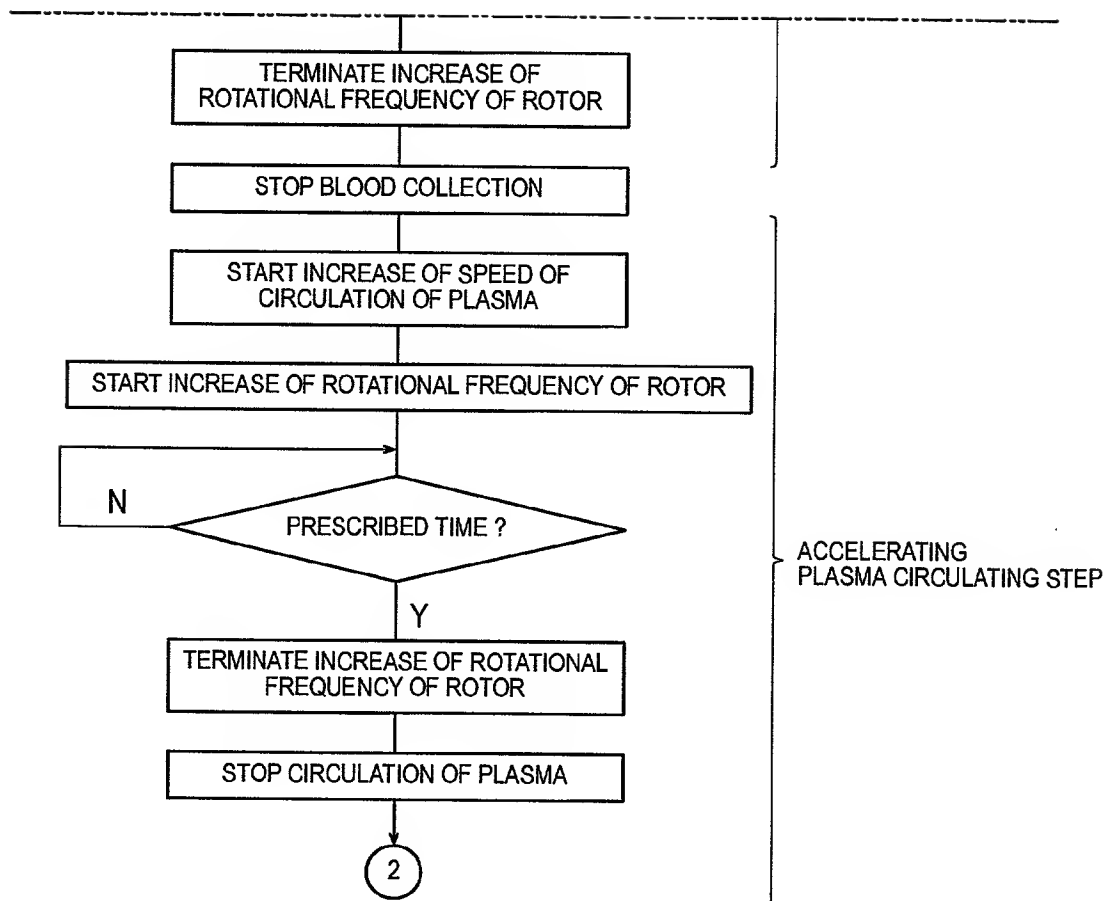 TERMINATE INCREASE OF
ROTATIONAL FREQUENCY OF ROTOR
STOP BLOOD COLLECTION
START INCREASE OF SPEED OF
CIRCULATION OF PLASMA
START INCREASE OF ROTATIONAL FREQUENCY OF ROTOR
N
PRESCRIBED TIME ?
ACCELERATING
PLASMA CIRCULATING STEP
Y
TERMINATE INCREASE OF ROTATIONAL
FREQUENCY OF ROTOR
STOP CIRCULATION OF PLASMA
2